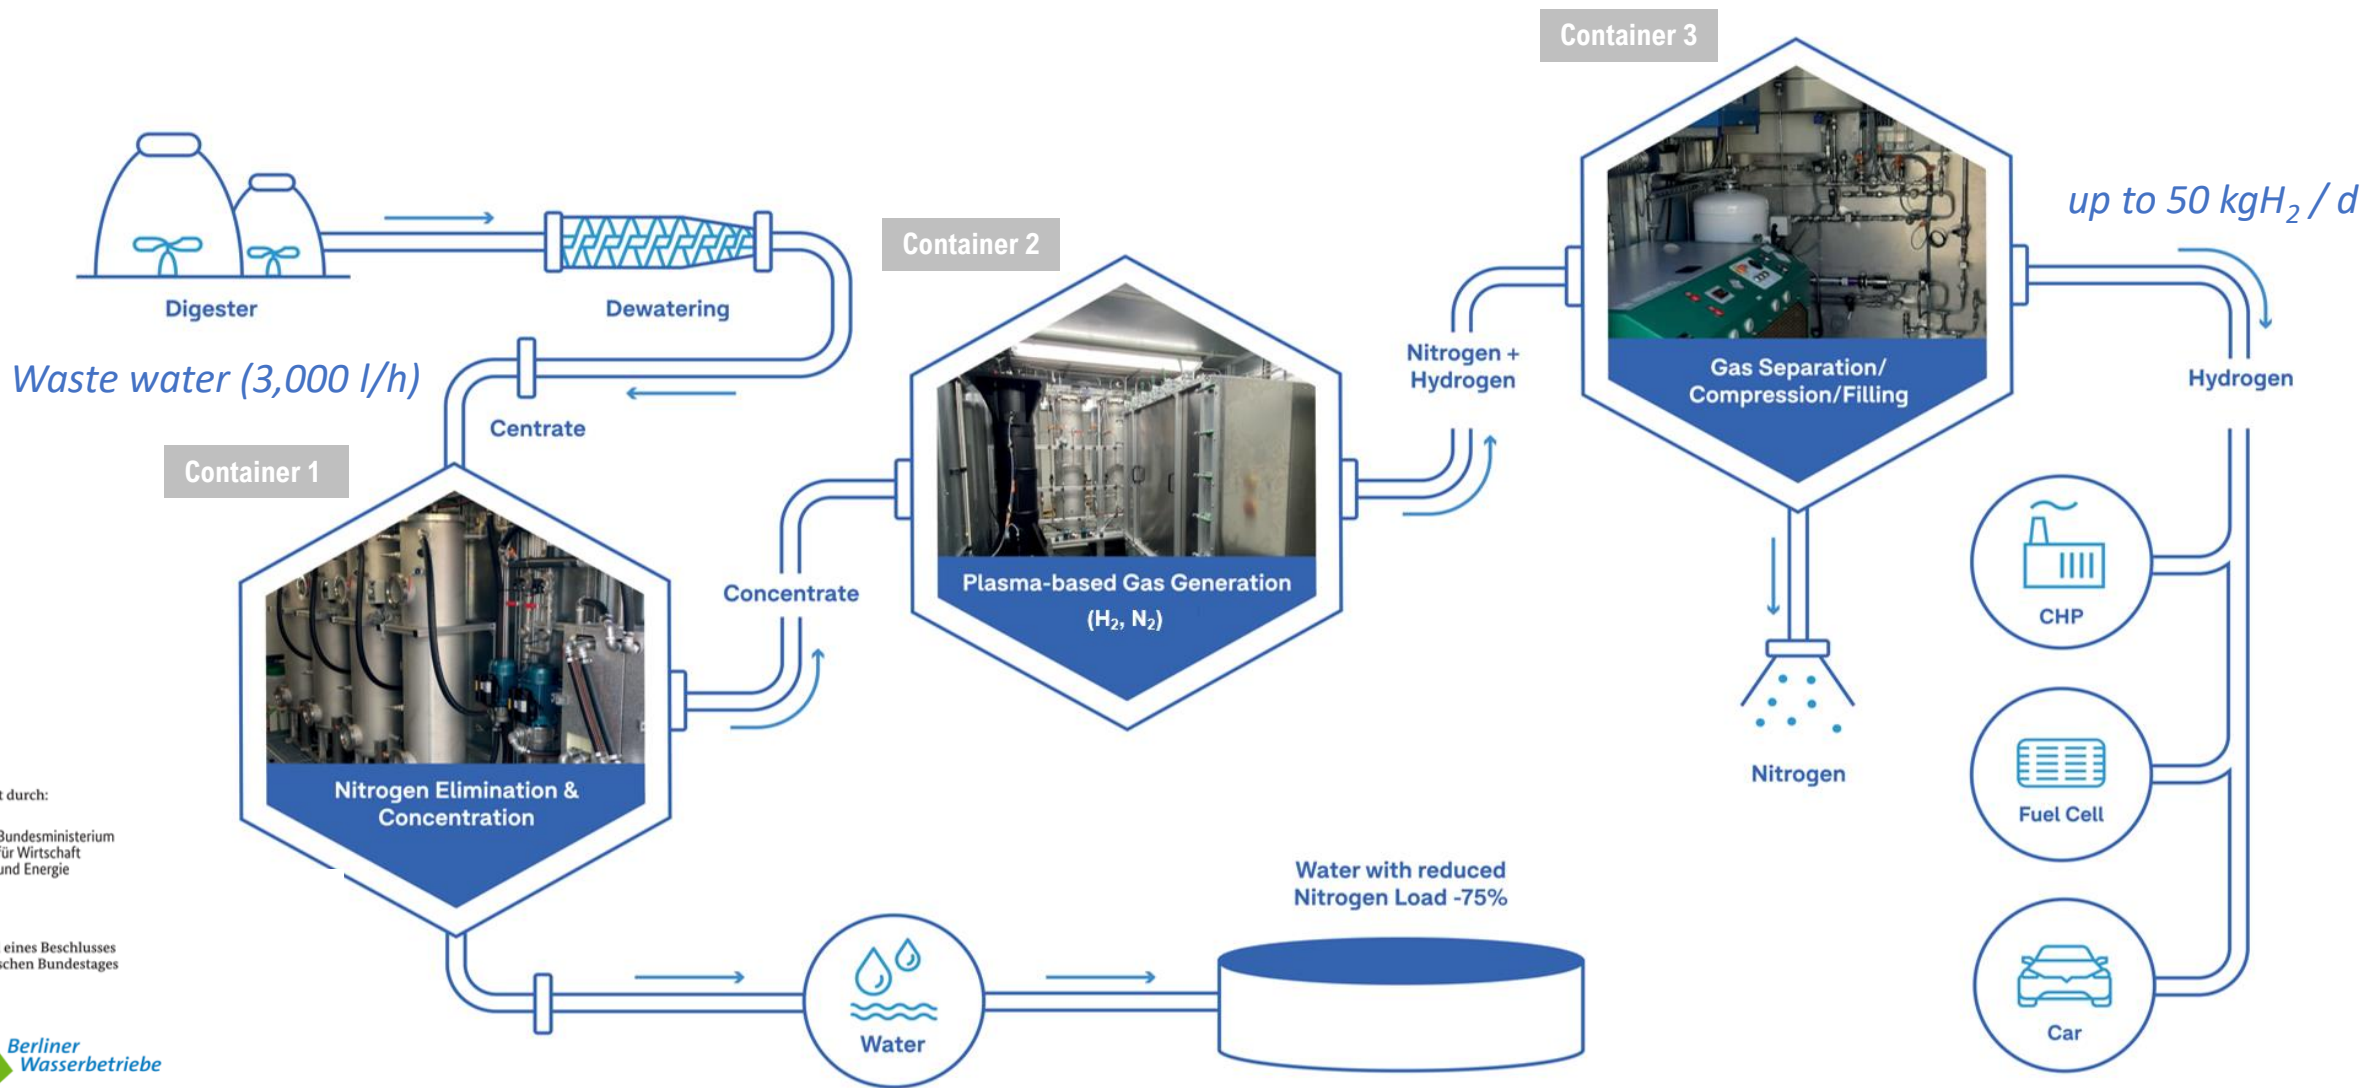 Container 3
up to 50 kgH₂ / d
Container 2
Digester
Dewatering
Waste water (3,000 l/h)
Centrate
Container 1
Nitrogen +
Hydrogen
Gas Separation/
Compression/Filling
Hydrogen
Concentrate
Plasma-based Gas Generation
(H₂, N₂)
CHP
Nitrogen
Nitrogen Elimination &
Concentration
Fuel Cell
Water with reduced
Nitrogen Load -75%
Water
Car
durch:
Bundesministerium
für Wirtschaft
und Energie
eines Beschlusses
schen Bundestages
Berliner
Wasserbetriebe